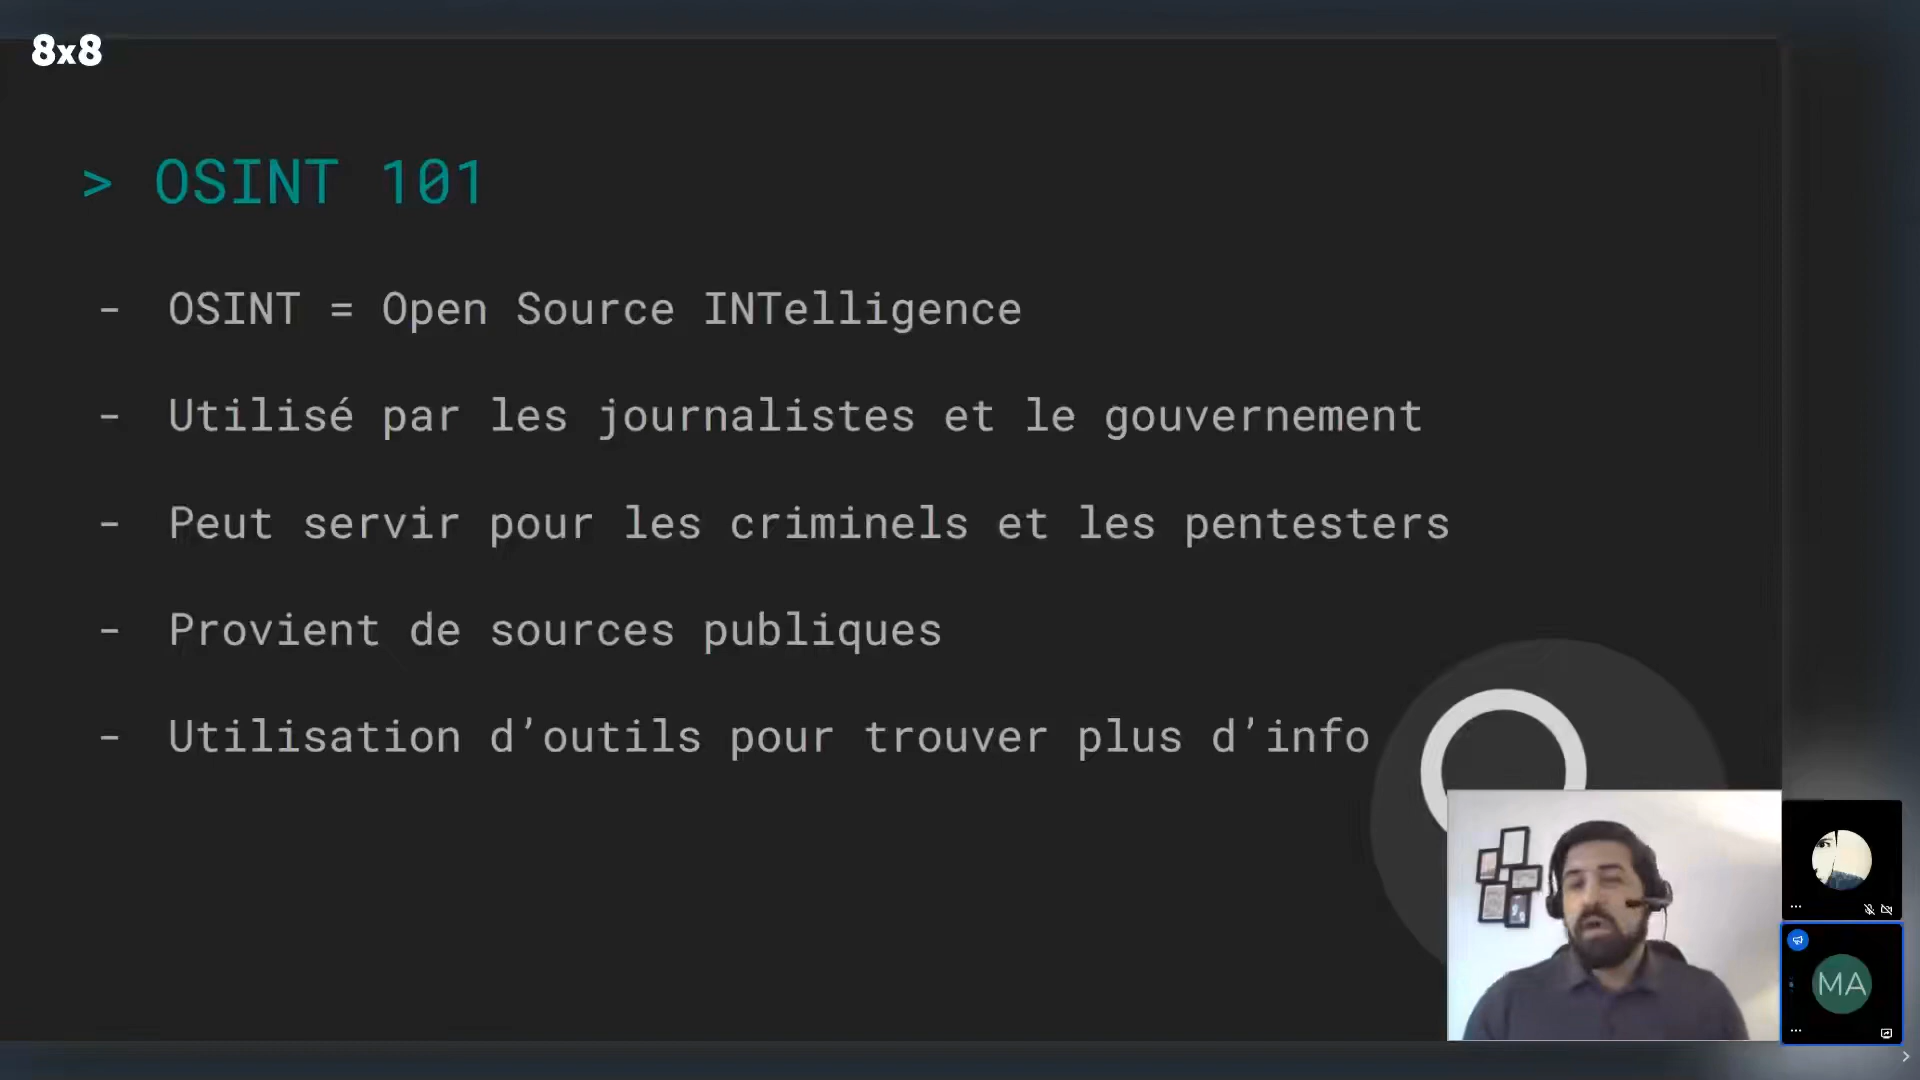 8x8
> OSINT 101
- OSINT = Open Source INTelligence
- Utilisé par les journalistes et le gouvernement
- Peut servir pour les criminels et les pentesters
- Provient de sources publiques
- Utilisation d’outils pour trouver plus d’info
MA